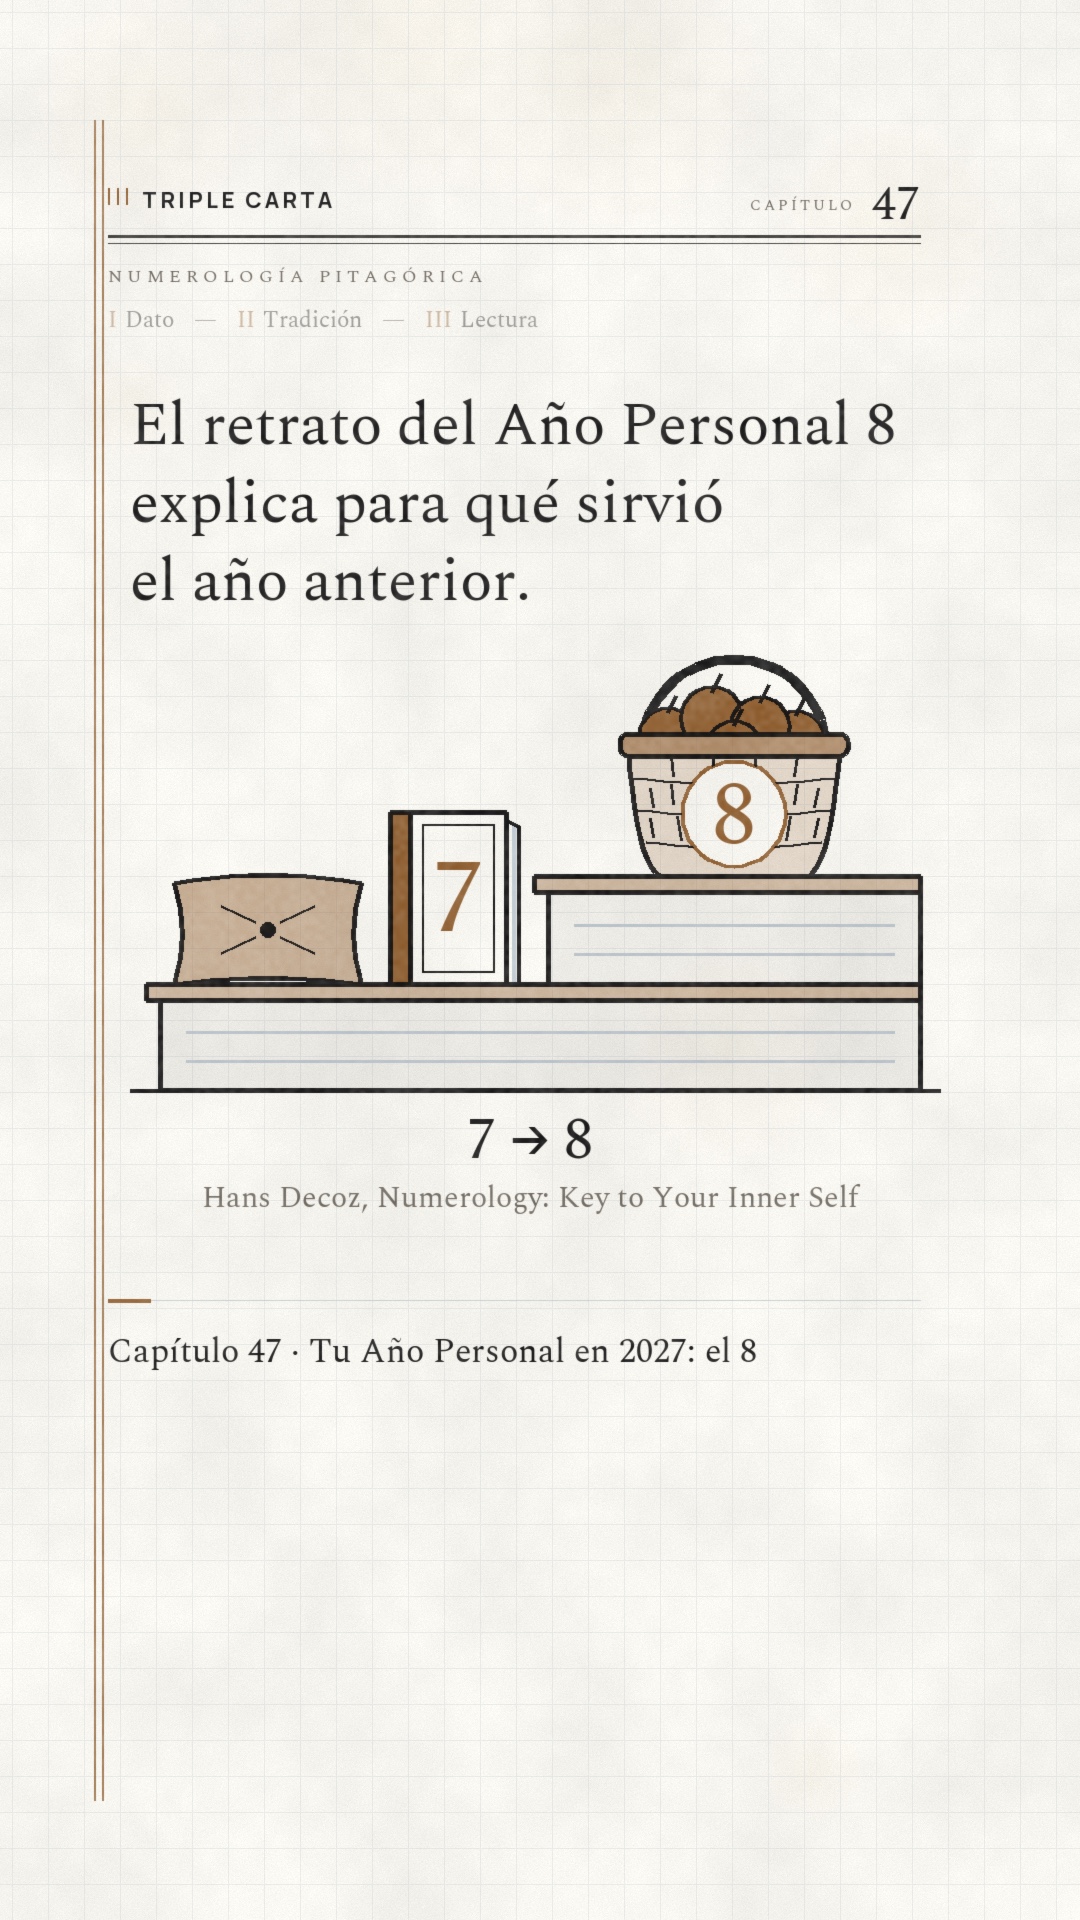 TRIPLE CARTA
CAPÍTULO 47
NUMEROLOGÍA PITAGÓRICA
I Dato — II Tradición — III Lectura
El retrato del Año Personal 8
explica para qué sirvió
el año anterior.
8
7
7 → 8
Hans Decoz, Numerology: Key to Your Inner Self
Capítulo 47 · Tu Año Personal en 2027: el 8